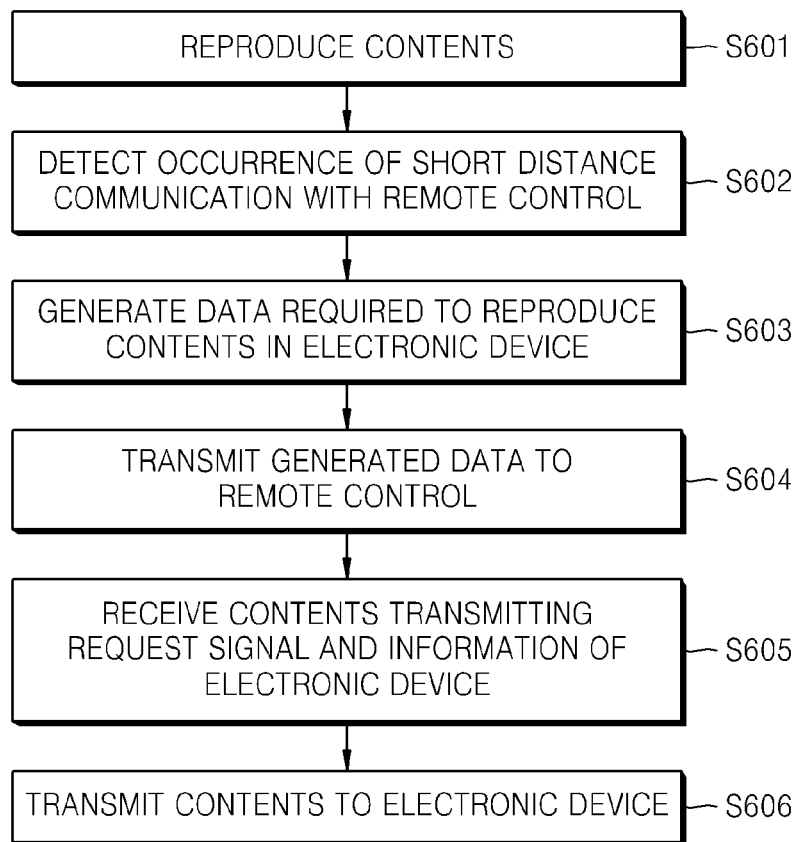 REPRODUCE CONTENTS
S601
DETECT OCCURRENCE OF SHORT DISTANCE
COMMUNICATION WITH REMOTE CONTROL
S602
GENERATE DATA REQUIRED TO REPRODUCE
CONTENTS IN ELECTRONIC DEVICE
S603
TRANSMIT GENERATED DATA TO
REMOTE CONTROL
S604
RECEIVE CONTENTS TRANSMITTING
REQUEST SIGNAL AND INFORMATION OF
ELECTRONIC DEVICE
S605
TRANSMIT CONTENTS TO ELECTRONIC DEVICE
S606